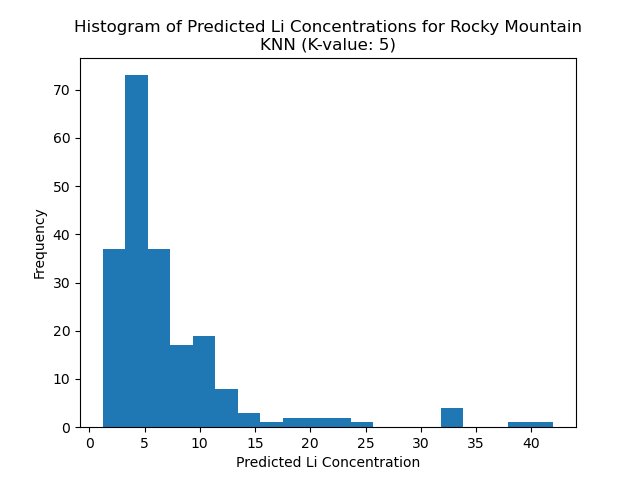 Histogram of Predicted Li Concentrations for Rocky Mountain
KNN (K-value: 5)
70
60
50
40
30
20
10
0
Frequency
0 5 10 15 20 25 30 35 40
Predicted Li Concentration